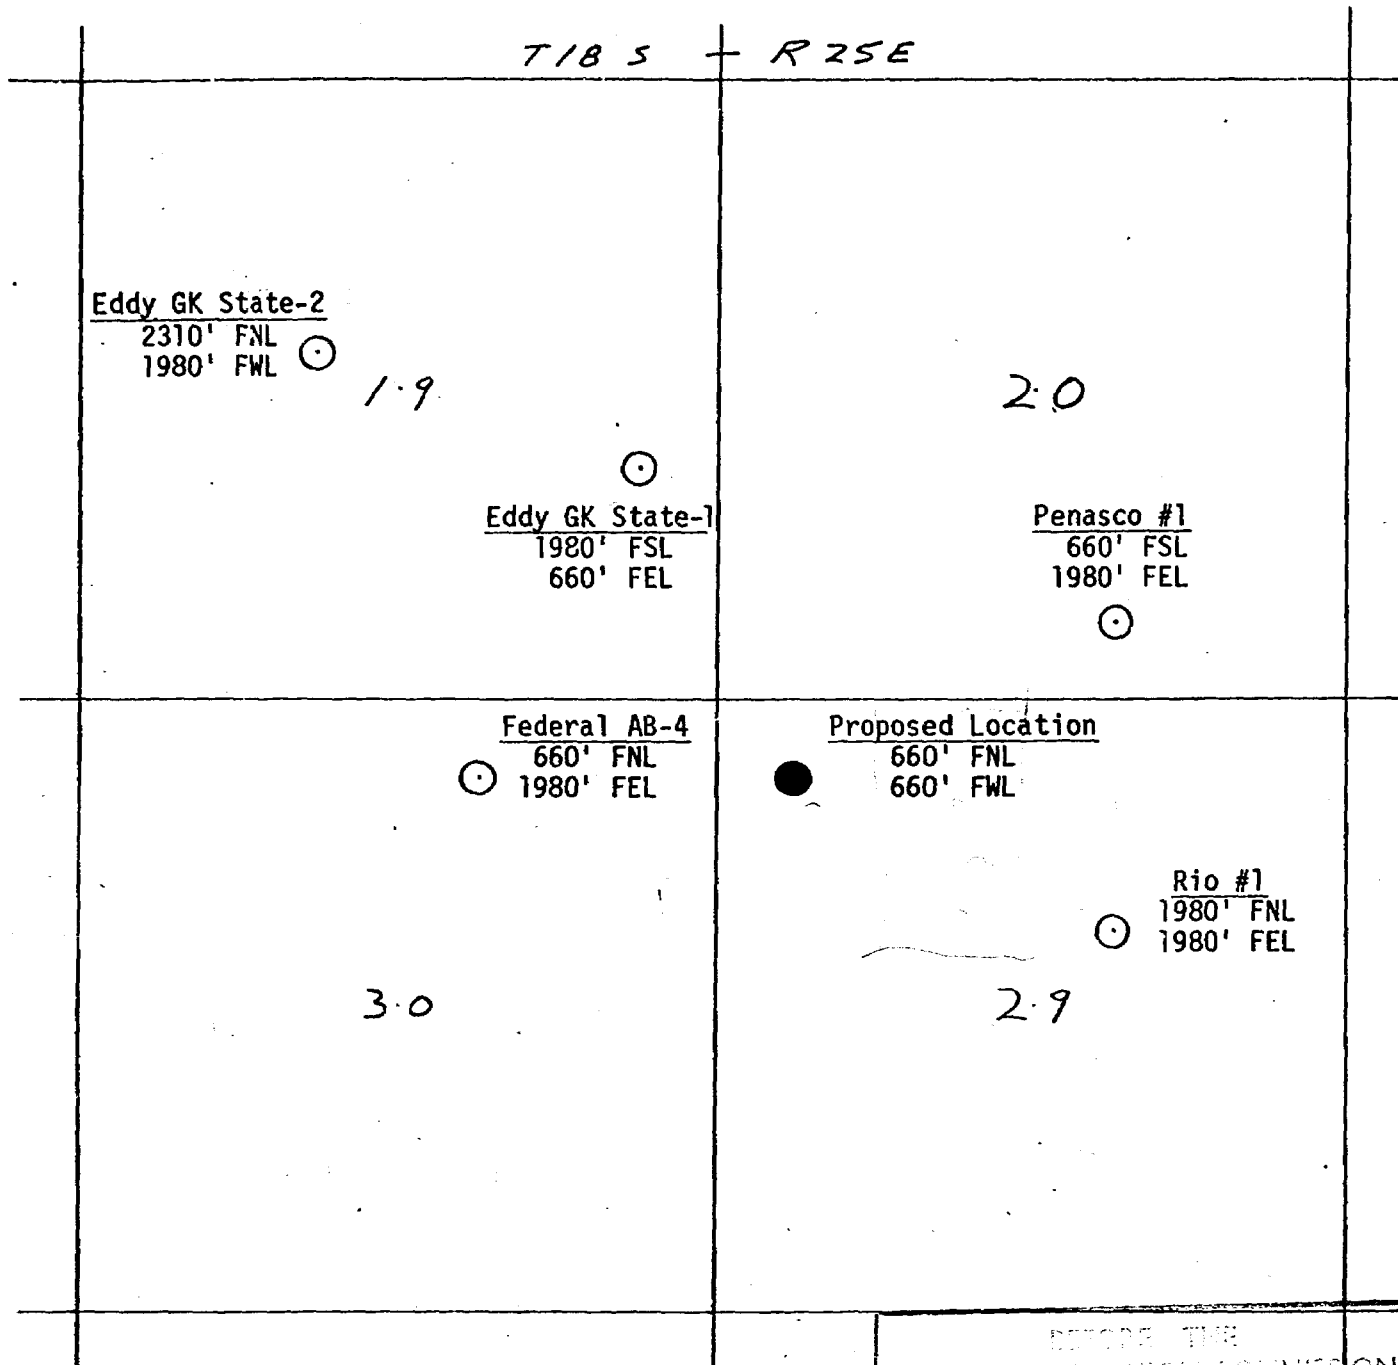 T18S - R25E
Eddy GK State-2
2310' FNL
1980' FWL
1·9
2·0
Eddy GK State-1
1980' FSL
660' FEL
Penasco #1
660' FSL
1980' FEL
Federal AB-4
660' FNL
1980' FEL
Proposed Location
660' FNL
660' FWL
Rio #1
1980' FNL
1980' FEL
3·0
2·9